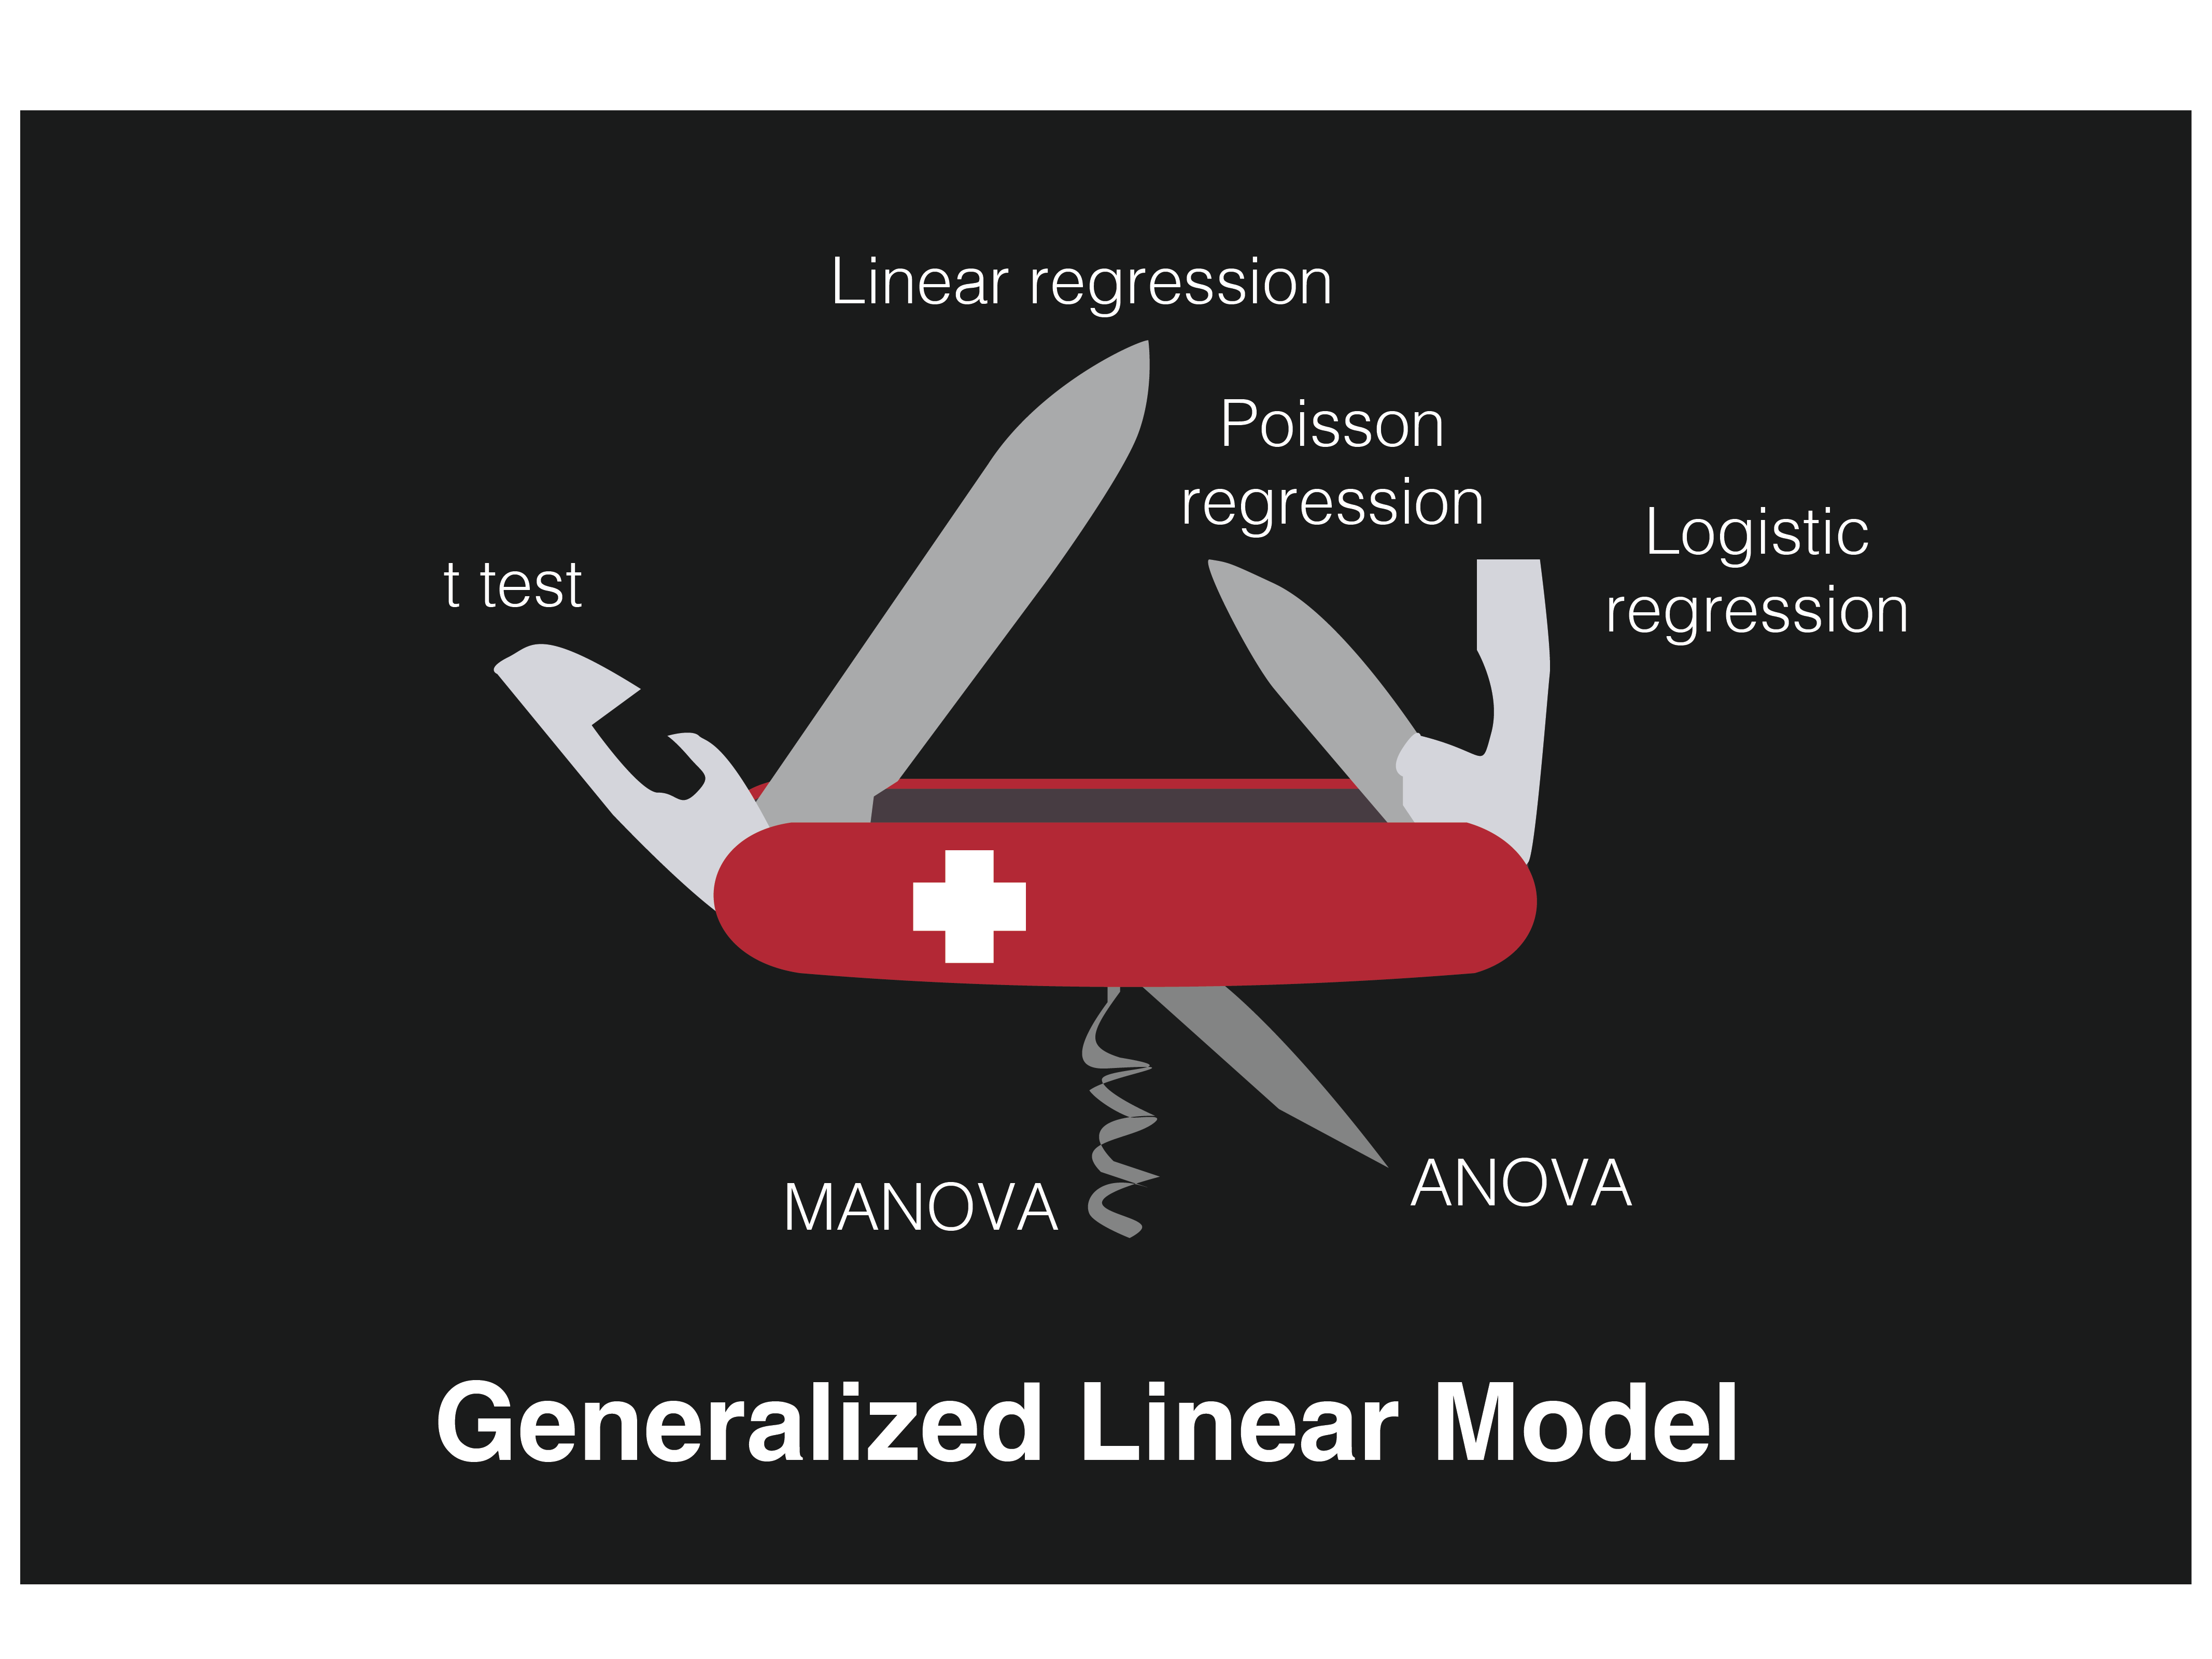 Linear regression
Poisson
regression
Logistic
regression
t test
MANOVA
ANOVA
Generalized Linear Model